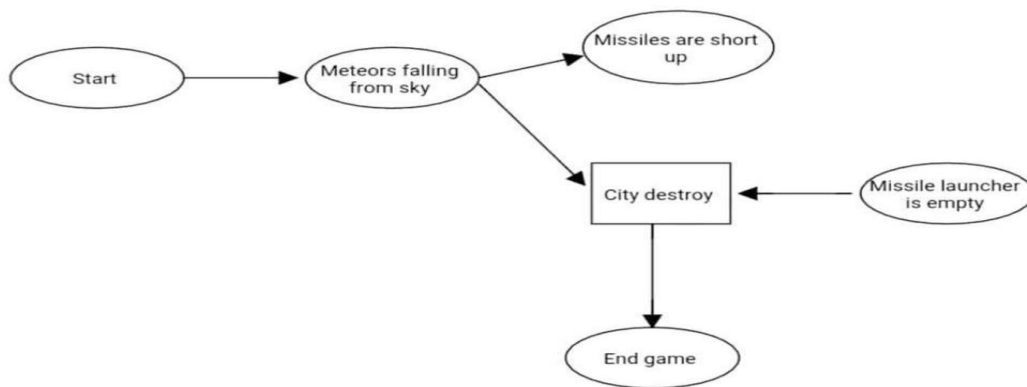 Start
Meteors falling
from sky
Missiles are short
up
City destroy
Missile launcher
is empty
End game